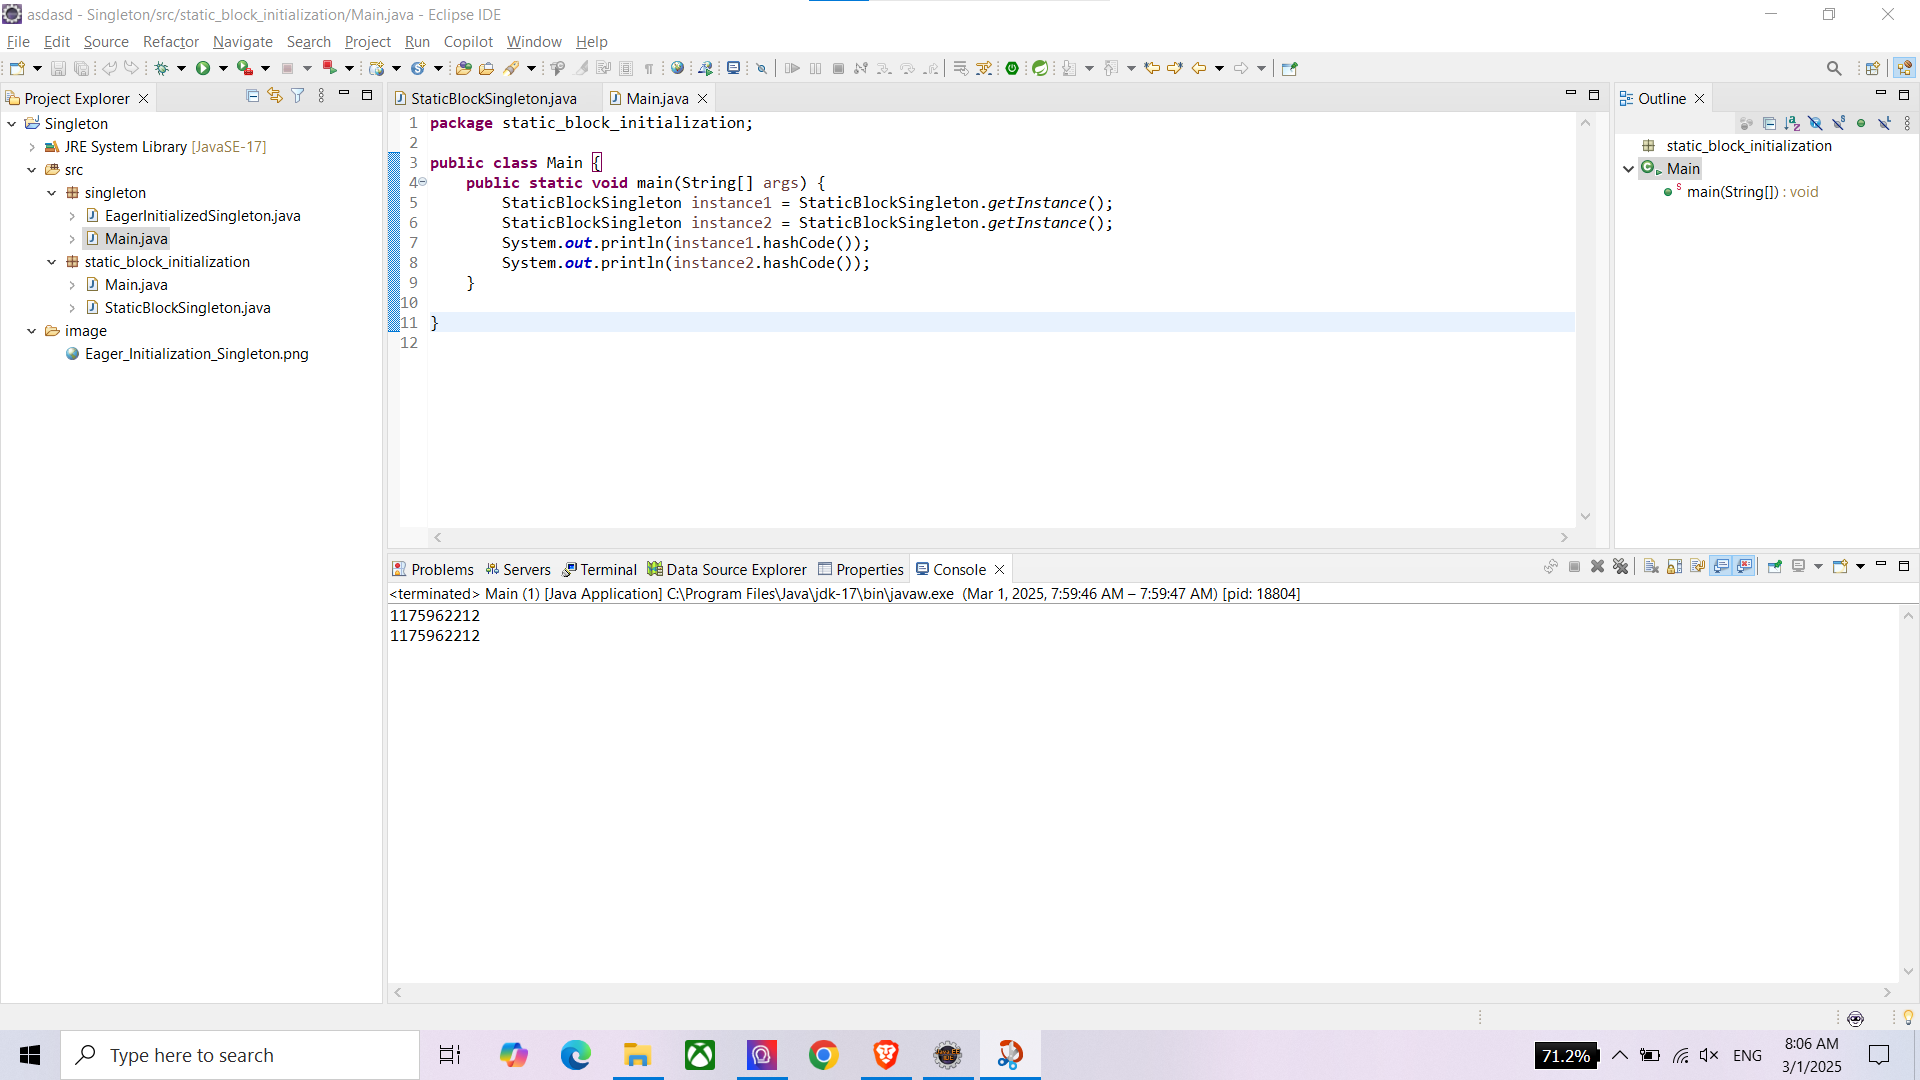 asdasd - Singleton/src/static_block_initialization/Main.java - Eclipse IDE
File Edit Source Refactor Navigate Search Project Run Copilot Window Help
Project Explorer
Singleton
JRE System Library [JavaSE-17]
src
singleton
EagerInitializedSingleton.java
Main.java
static_block_initialization
Main.java
StaticBlockSingleton.java
image
Eager_Initialization_Singleton.png
StaticBlockSingleton.java Main.java
1 package static_block_initialization;
2
3 public class Main {
4 public static void main(String[] args) {
5 StaticBlockSingleton instance1 = StaticBlockSingleton.getInstance();
6 StaticBlockSingleton instance2 = StaticBlockSingleton.getInstance();
7 System.out.println(instance1.hashCode());
8 System.out.println(instance2.hashCode());
9 }
10
11 }
12
Outline
static_block_initialization
Main
main(String[]) : void
Problems Servers Terminal Data Source Explorer Properties Console
<terminated> Main (1) [Java Application] C:\Program Files\Java\jdk-17\bin\javaw.exe (Mar 1, 2025, 7:59:46 AM – 7:59:47 AM) [pid: 18804]
1175962212
1175962212
Type here to search
71.2%
ENG
8:06 AM
3/1/2025